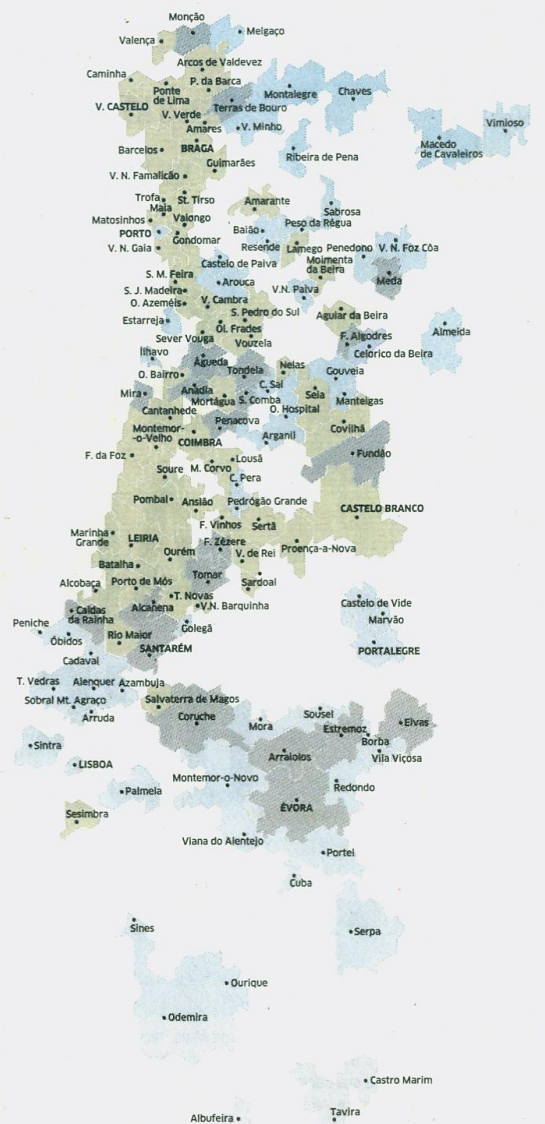 Monção
Melgaço
Valença
Arcos de Valdevez
Caminha
P. da Barca
Ponte
de Lima
Montalegre
Chaves
V. CASTELO
Terras de Bouro
V. Verde
Amares
V. Minho
Vimioso
Macedo
de Cavaleiros
Barcelos
BRAGA
Ribeira de Pena
Guimarães
V. N. Famalicão
Trofa
St. Tirso
Amarante
Maia
Sabrosa
Matosinhos
Valongo
Peso da Régua
PORTO
Baião
Gondomar
V. N. Gaia
Resende
Lamego
Penedono
V. N. Foz Côa
Castelo de Paiva
Moimenta
da Beira
S. M. Feira
Arouca
Meda
S. J. Madeira
V.N. Paiva
O. Azeméis
V. Cambra
S. Pedro do Sul
Aguiar da Beira
Estarreja
Ol. Frades
Almeida
Sever Vouga
Vouzela
F. Algodres
Celorico da Beira
Ílhavo
Águeda
Tondela
Nelas
Gouveia
O. Bairro
C. Sal
Anadia
Mira
Mortágua
S. Comba
Seia
Manteigas
Cantanhede
O. Hospital
Penacova
Montemor-
-o-Velho
COIMBRA
Covilhã
Arganil
F. da Foz
Lousã
Fundão
Soure
M. Corvo
C. Pera
Pombal
Ansião
Pedrógão Grande
CASTELO BRANCO
F. Vinhos
Sertã
Marinha
Grande
LEIRIA
F. Zêzere
Proença-a-Nova
Ourém
V. de Rei
Batalha
Alcobaça
Porto de Mós
Tomar
Sardoal
T. Novas
Castelo de Vide
Caldas
da Rainha
Alcanena
V.N. Barquinha
Marvão
Peniche
Golegã
Óbidos
Rio Maior
SANTARÉM
PORTALEGRE
Cadaval
T. Vedras
Alenquer
Azambuja
Sobral Mt. Agraço
Salvaterra de Magos
Arruda
Coruche
Mora
Sousel
Estremoz
Elvas
Sintra
Borba
Arraiolos
Vila Viçosa
LISBOA
Montemor-o-Novo
Redondo
Palmela
ÉVORA
Sesimbra
Viana do Alentejo
Portel
Cuba
Sines
Serpa
Ourique
Odemira
Castro Marim
Albufeira
Tavira